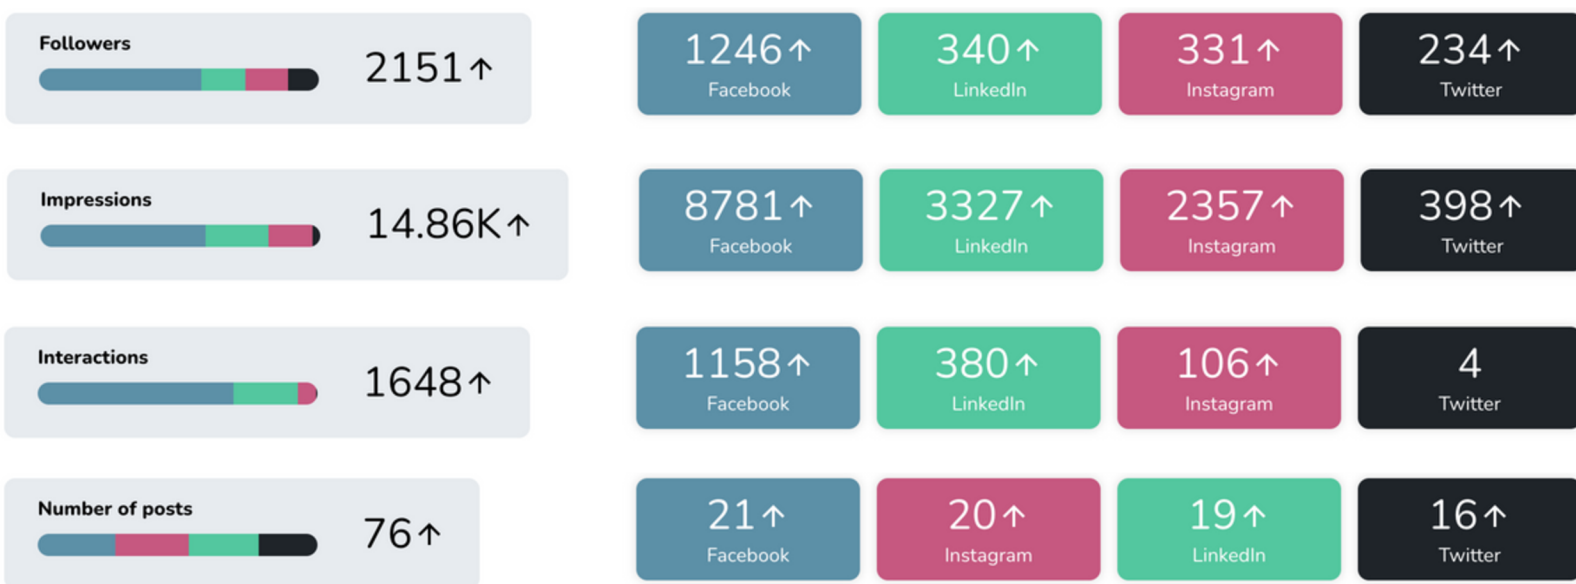 Followers
2151↑
1246↑ 340↑ 331↑ 234↑
Facebook LinkedIn Instagram Twitter
Impressions
14.86K↑
8781↑ 3327↑ 2357↑ 398↑
Facebook LinkedIn Instagram Twitter
Interactions
1648↑
1158↑ 380↑ 106↑ 4
Facebook LinkedIn Instagram Twitter
Number of posts
76↑
21↑ 20↑ 19↑ 16↑
Facebook Instagram LinkedIn Twitter